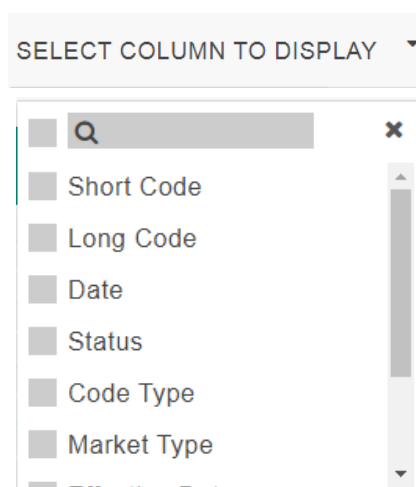 SELECT COLUMN TO DISPLAY
Short Code
Long Code
Date
Status
Code Type
Market Type